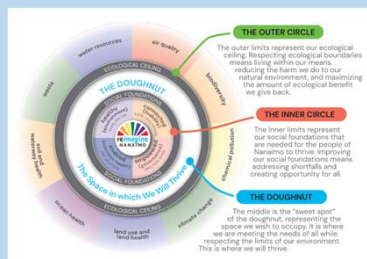 water resources
air quality
biodiversity
chemical pollution
climate change
land use and
land health
ocean health
waste
ECOLOGICAL CEILING
THE DOUGHNUT
SOCIAL FOUNDATIONS
healthy
connected
empowered
reimagine
NANAIMO
SOCIAL FOUNDATIONS
The Space in which We Will Thrive
ECOLOGICAL CEILING
THE OUTER CIRCLE
The outer limits represent our ecological
ceiling. Respecting ecological boundaries
means living within our means,
reducing the harm we do to our
natural environment, and maximizing
the amount of ecological benefit
we give back.
THE INNER CIRCLE
The inner limits represent
our social foundations that
are needed for the people of
Nanaimo to thrive. Improving
our social foundations means
addressing shortfalls and
creating opportunity for all.
THE DOUGHNUT
The middle is the "sweet spot"
of the doughnut, representing the
space we wish to occupy. It is where
we are meeting the needs of all while
respecting the limits of our environment.
This is where we will thrive.